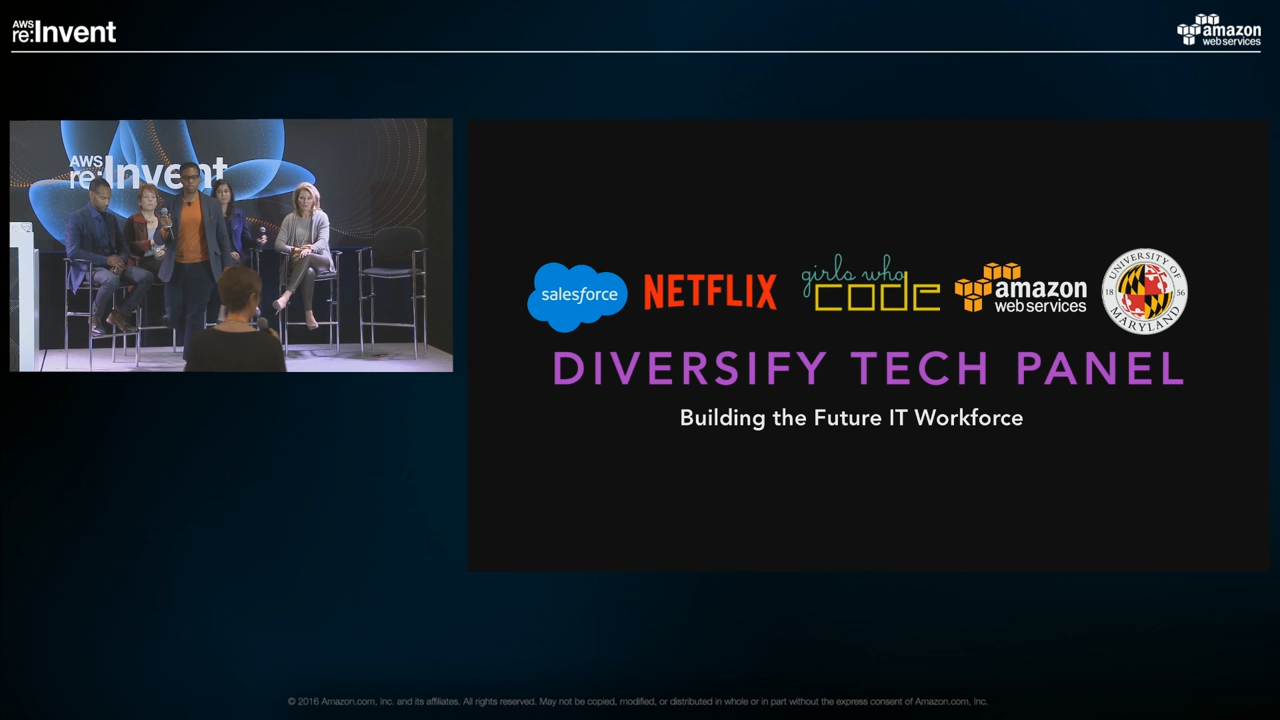 AWS
re:Invent
amazon
web services
AWS
re:Invent
salesforce
NETFLIX
girls who
code
amazon
web services
UNIVERSITY OF
18 56
MARYLAND
DIVERSIFY TECH PANEL
Building the Future IT Workforce
© 2016 Amazon.com, Inc. and its affiliates. All rights reserved. May not be copied, modified, or distributed in whole or in part without the express consent of Amazon.com, Inc.